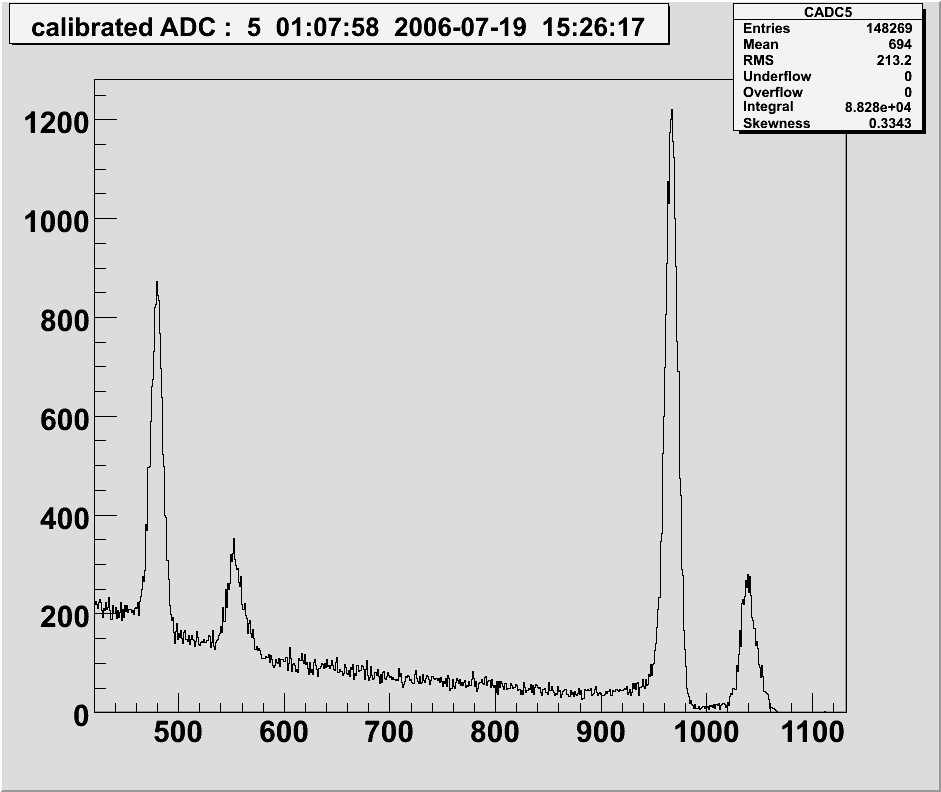 calibrated ADC : 5 01:07:58 2006-07-19 15:26:17
CADC5
Entries 148269
Mean 694
RMS 213.2
Underflow 0
Overflow 0
Integral 8.828e+04
Skewness 0.3343
1200
1000
800
600
400
200
0
500 600 700 800 900 1000 1100